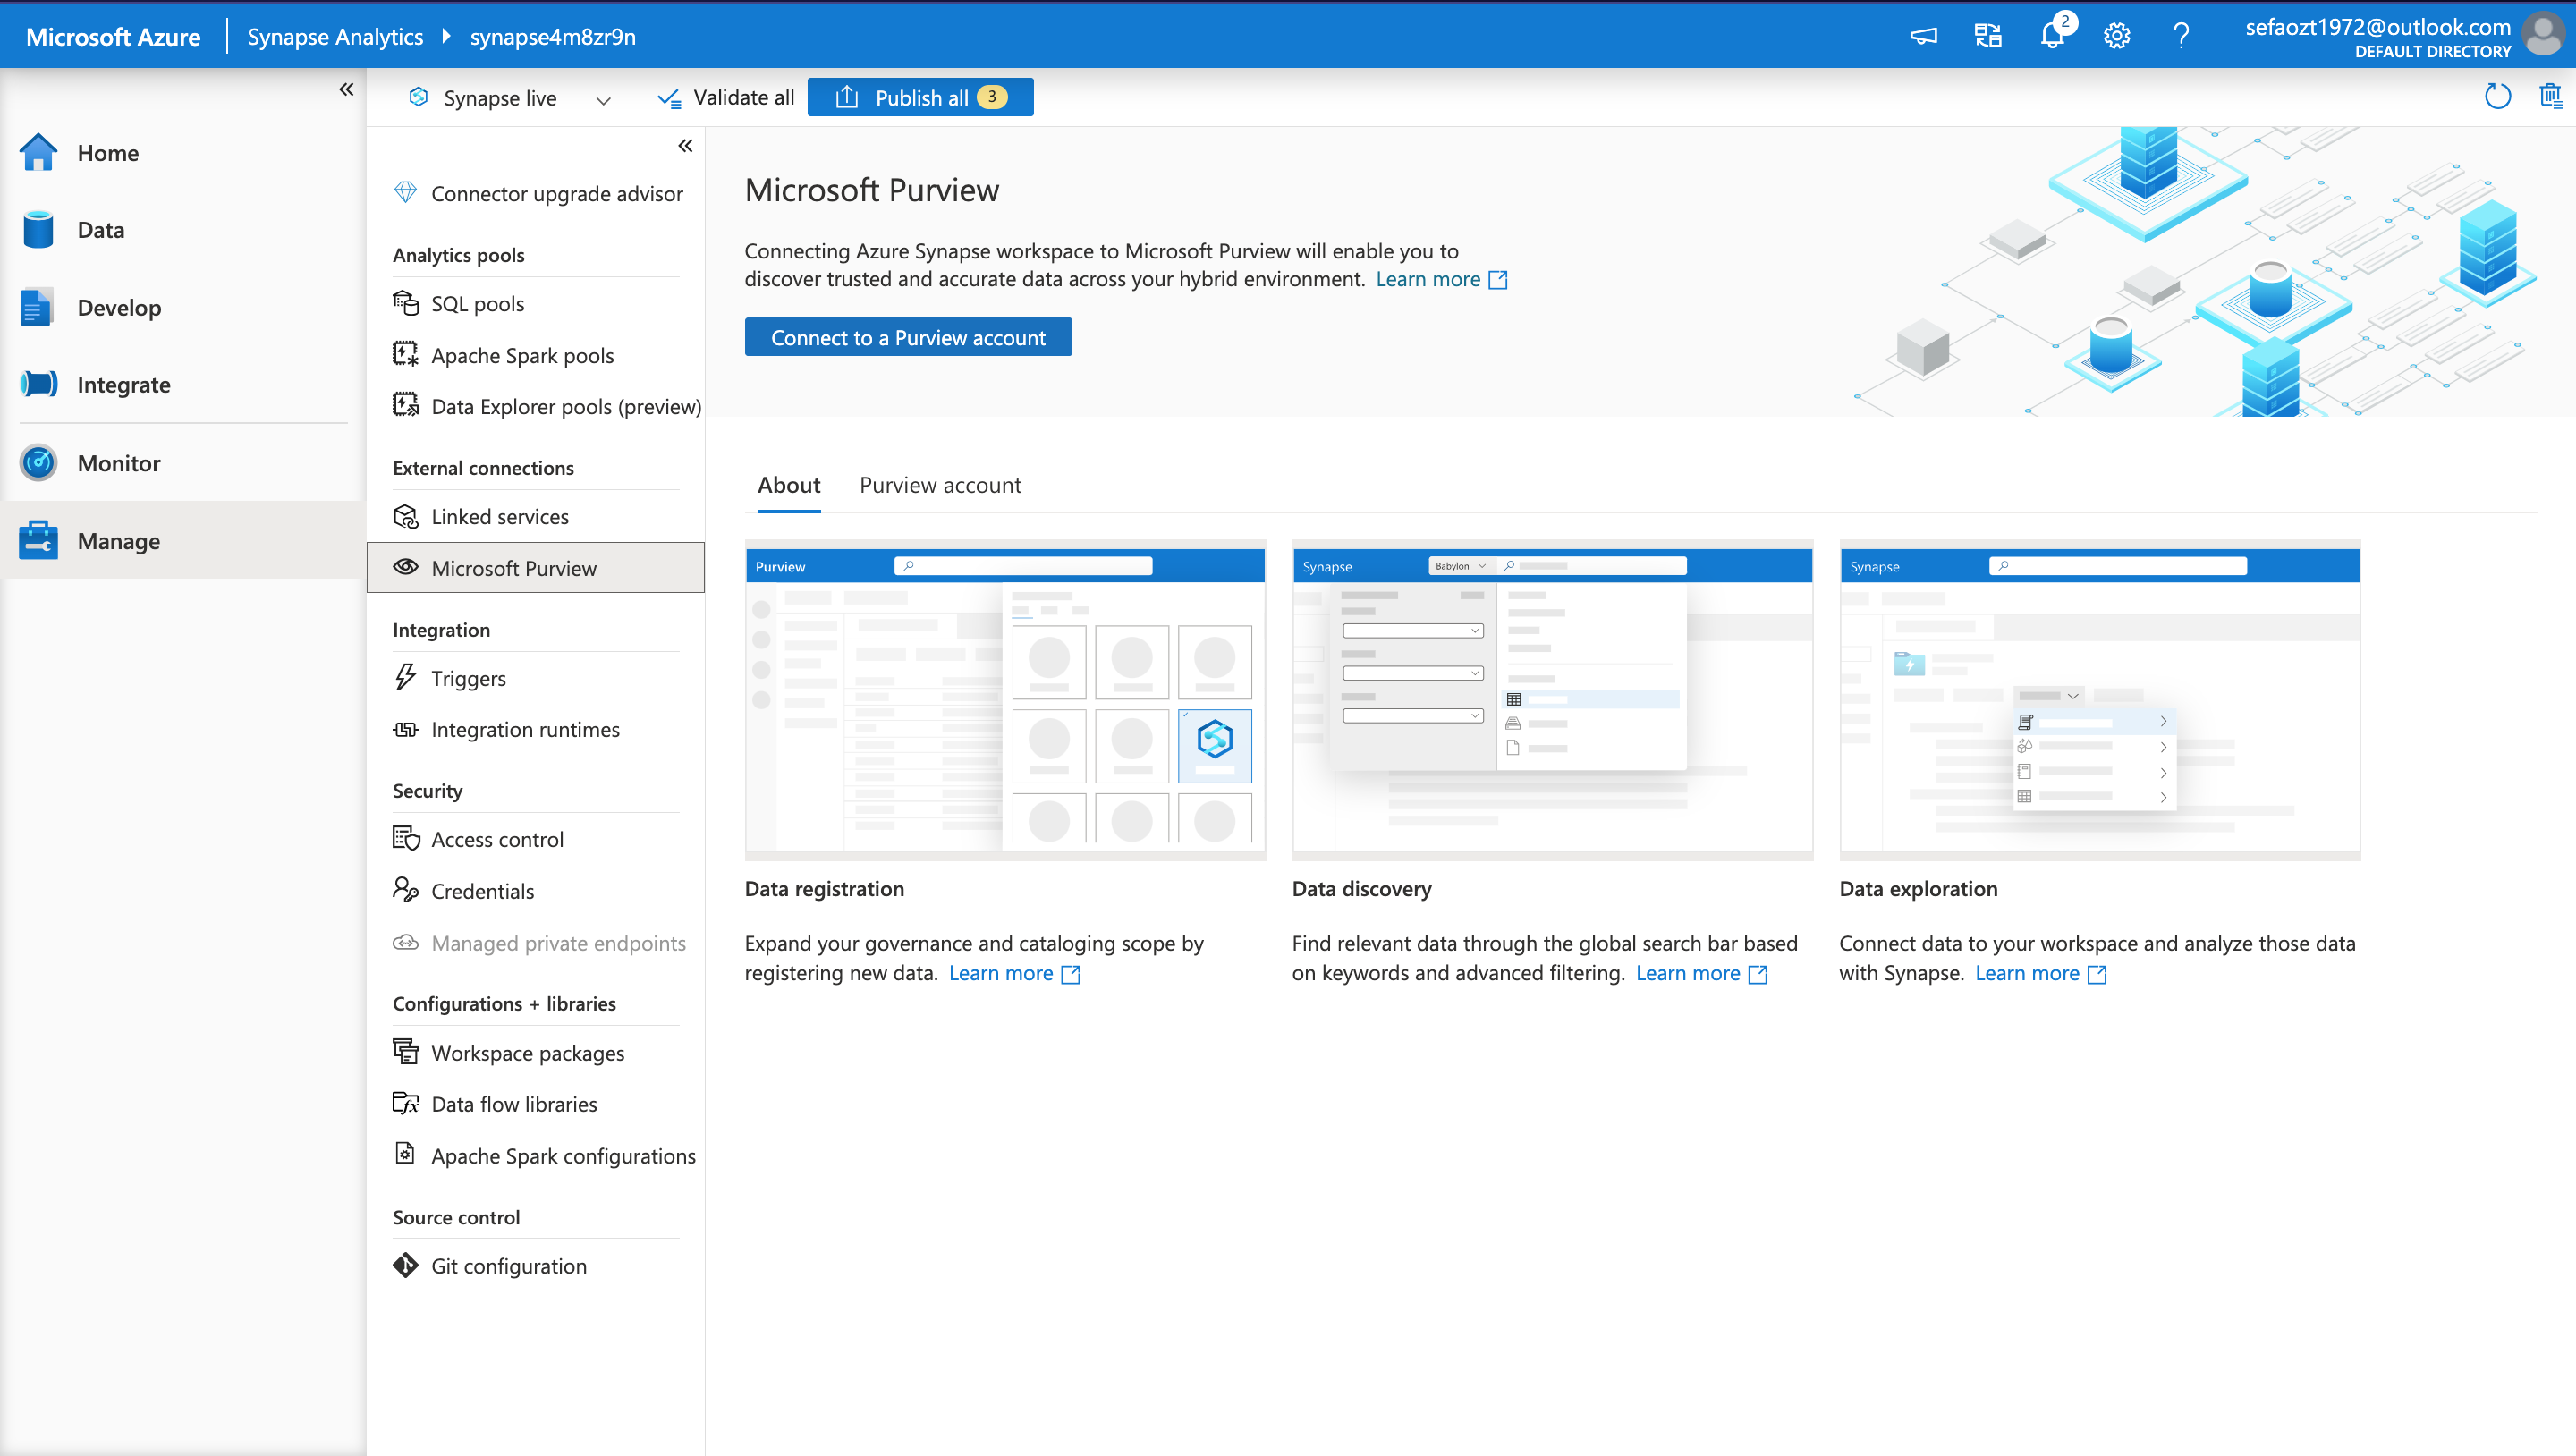 Microsoft Azure
Synapse Analytics
synapse4m8zr9n
2
sefaozt1972@outlook.com
DEFAULT DIRECTORY
Home
Data
Develop
Integrate
Monitor
Manage
Synapse live
Validate all
Publish all 3
Connector upgrade advisor
Analytics pools
SQL pools
Apache Spark pools
Data Explorer pools (preview)
External connections
Linked services
Microsoft Purview
Integration
Triggers
Integration runtimes
Security
Access control
Credentials
Managed private endpoints
Configurations + libraries
Workspace packages
Data flow libraries
Apache Spark configurations
Source control
Git configuration
Microsoft Purview
Connecting Azure Synapse workspace to Microsoft Purview will enable you to
discover trusted and accurate data across your hybrid environment. Learn more
Connect to a Purview account
About
Purview account
Purview
Data registration
Expand your governance and cataloging scope by
registering new data. Learn more
Synapse
Babylon
Data discovery
Find relevant data through the global search bar based
on keywords and advanced filtering. Learn more
Synapse
Data exploration
Connect data to your workspace and analyze those data
with Synapse. Learn more